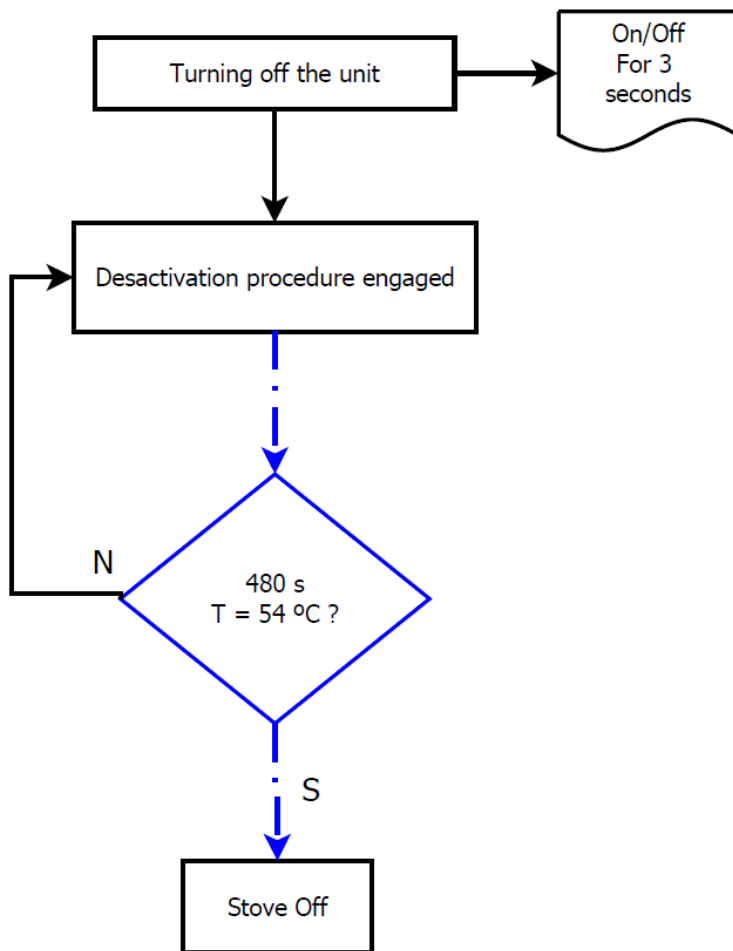 Turning off the unit
On/Off
For 3
seconds
Desactivation procedure engaged
N
480 s
T = 54 ºC ?
S
Stove Off